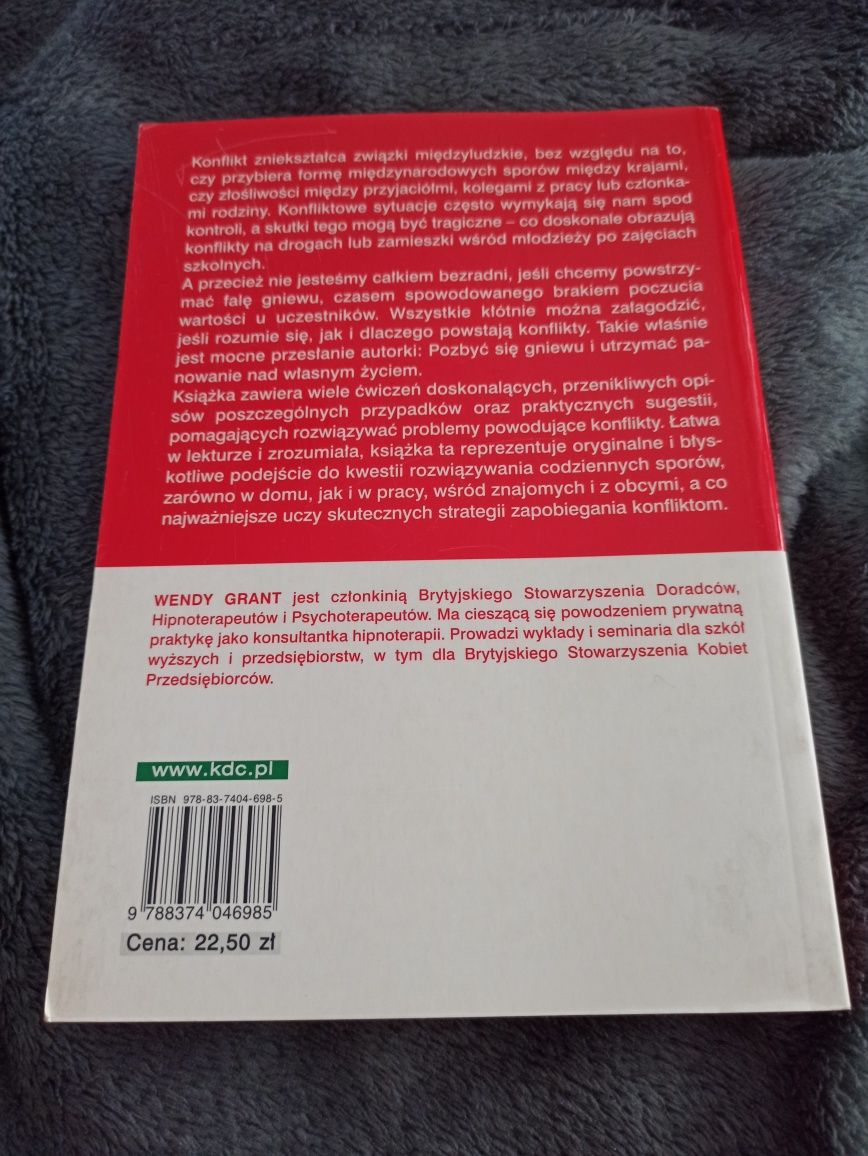 Konflikt zniekształca związki międzyludzkie, bez względu na to,
czy przybiera formę międzynarodowych sporów między krajami,
czy złośliwości między przyjaciółmi, kolegami z pracy lub członka-
mi rodziny. Konfliktowe sytuacje często wymykają się nam spod
kontroli, a skutki tego mogą być tragiczne – co doskonale obrazują
konflikty na drogach lub zamieszki wśród młodzieży po zajęciach
szkolnych.
A przecież nie jesteśmy całkiem bezradni, jeśli chcemy powstrzy-
mać falę gniewu, czasem spowodowanego brakiem poczucia
wartości u uczestników. Wszystkie kłótnie można załagodzić,
jeśli rozumie się, jak i dlaczego powstają konflikty. Takie właśnie
jest mocne przesłanie autorki: Pozbyć się gniewu i utrzymać pa-
nowanie nad własnym życiem.
Książka zawiera wiele ćwiczeń doskonalących, przenikliwych opi-
sów poszczególnych przypadków oraz praktycznych sugestii,
pomagających rozwiązywać problemy powodujące konflikty. Łatwa
w lekturze i zrozumiała, książka ta reprezentuje oryginalne i błys-
kotliwe podejście do kwestii rozwiązywania codziennych sporów,
zarówno w domu, jak i w pracy, wśród znajomych i z obcymi, a co
najważniejsze uczy skutecznych strategii zapobiegania konfliktom.
WENDY GRANT jest członkinią Brytyjskiego Stowarzyszenia Doradców,
Hipnoterapeutów i Psychoterapeutów. Ma cieszącą się powodzeniem prywatną
praktykę jako konsultantka hipnoterapii. Prowadzi wykłady i seminaria dla szkół
wyższych i przedsiębiorstw, w tym dla Brytyjskiego Stowarzyszenia Kobiet
Przedsiębiorców.
www.kdc.pl
ISBN 978-83-7404-698-5
9 788374 046985
Cena: 22,50 zł